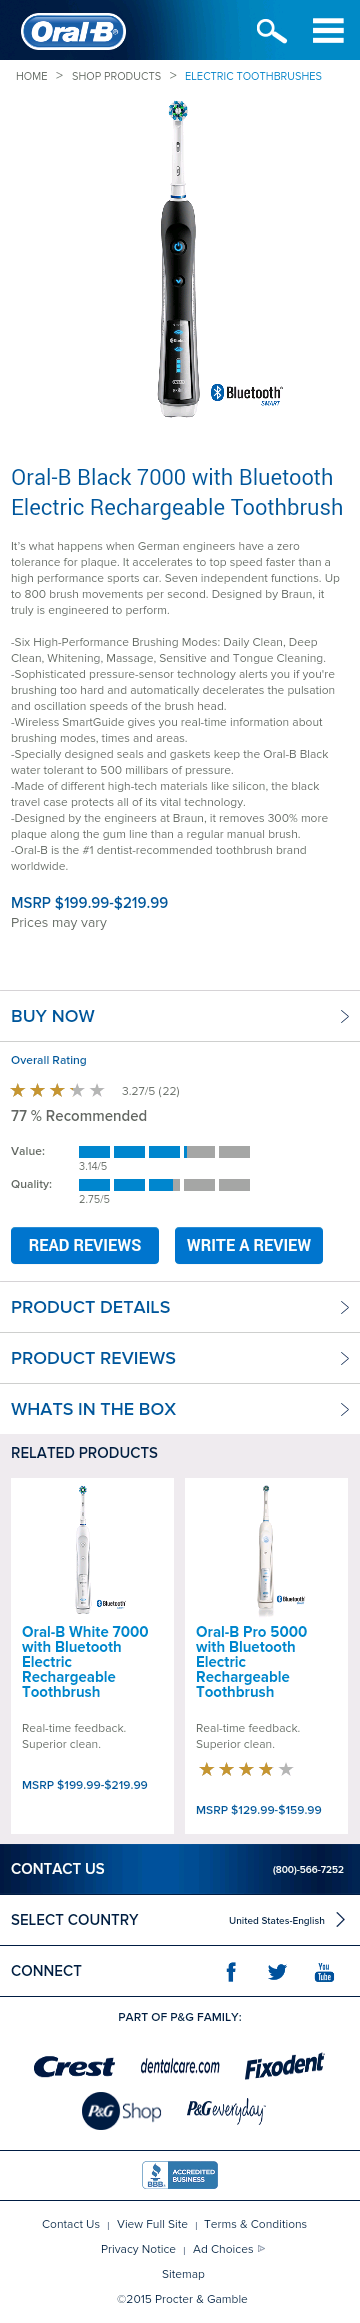 Oral-B
HOME > SHOP PRODUCTS > ELECTRIC TOOTHBRUSHES
Bluetooth
SMART
Oral-B Black 7000 with Bluetooth
Electric Rechargeable Toothbrush
It's what happens when German engineers have a zero
tolerance for plaque. It accelerates to top speed faster than a
high performance sports car. Seven independent functions. Up
to 800 brush movements per second. Designed by Braun, it
truly is engineered to perform.
-Six High-Performance Brushing Modes: Daily Clean, Deep
Clean, Whitening, Massage, Sensitive and Tongue Cleaning.
-Sophisticated pressure-sensor technology alerts you if you're
brushing too hard and automatically decelerates the pulsation
and oscillation speeds of the brush head.
-Wireless SmartGuide gives you real-time information about
brushing modes, times and areas.
-Specially designed seals and gaskets keep the Oral-B Black
water tolerant to 500 millibars of pressure.
-Made of different high-tech materials like silicon, the black
travel case protects all of its vital technology.
-Designed by the engineers at Braun, it removes 300% more
plaque along the gum line than a regular manual brush.
-Oral-B is the #1 dentist-recommended toothbrush brand
worldwide.
MSRP $199.99-$219.99
Prices may vary
BUY NOW
Overall Rating
3.27/5 (22)
77 % Recommended
Value:
3.14/5
Quality:
2.75/5
READ REVIEWS WRITE A REVIEW
PRODUCT DETAILS
PRODUCT REVIEWS
WHATS IN THE BOX
RELATED PRODUCTS
Bluetooth
Oral-B White 7000
with Bluetooth
Electric
Rechargeable
Toothbrush
Real-time feedback.
Superior clean.
MSRP $199.99-$219.99
Bluetooth
Oral-B Pro 5000
with Bluetooth
Electric
Rechargeable
Toothbrush
Real-time feedback.
Superior clean.
MSRP $129.99-$159.99
CONTACT US (800)-566-7252
SELECT COUNTRY United States-English
CONNECT f You Tube
PART OF P&G FAMILY:
Crest dentalcare.com Fixodent
P&G Shop P&G everyday
BBB ACCREDITED BUSINESS
Contact Us | View Full Site | Terms & Conditions
Privacy Notice | Ad Choices
Sitemap
©2015 Procter & Gamble